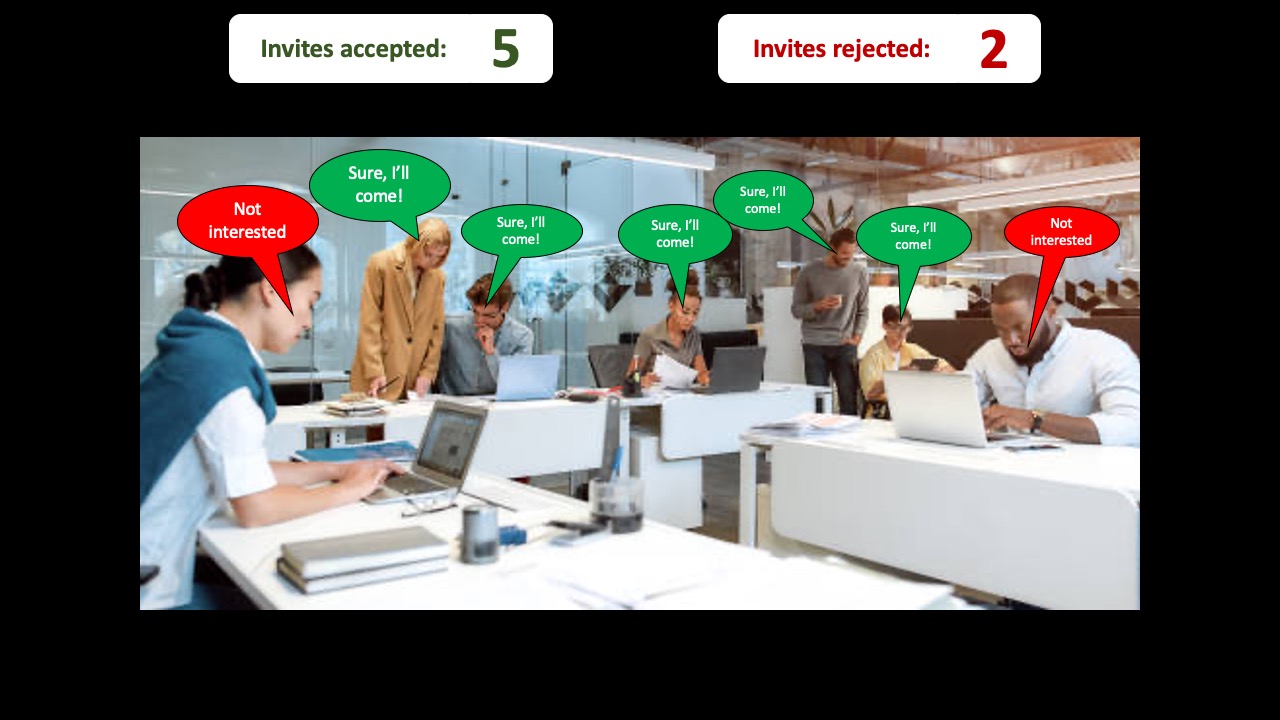 Invites accepted: 5
Invites rejected: 2
Not
interested
Sure, I’ll
come!
Sure, I’ll
come!
Sure, I’ll
come!
Sure, I’ll
come!
Sure, I’ll
come!
Not
interested